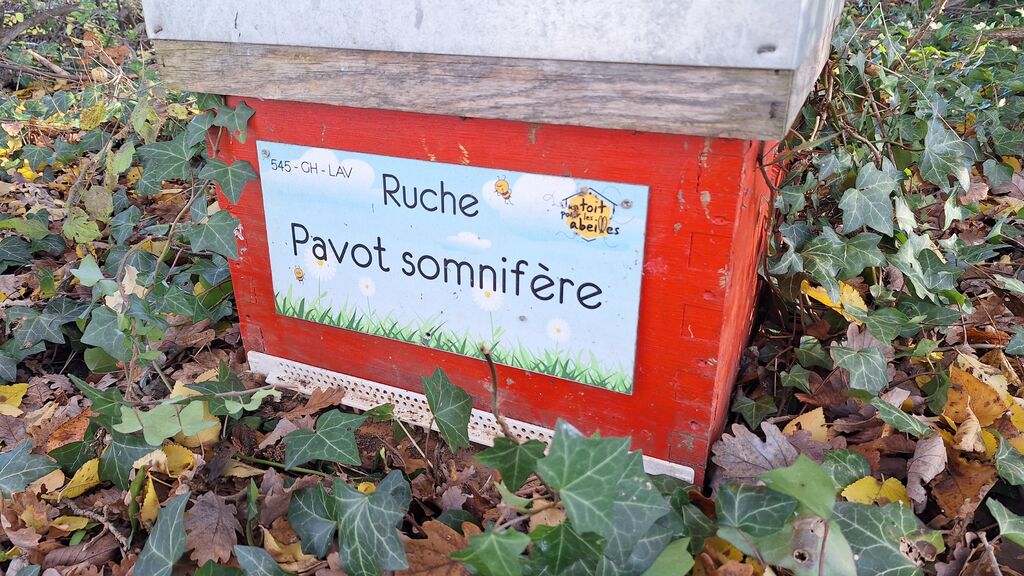 545 - GH - LAV
Ruche
Pavot somnifère
un toit
pour les
abeilles